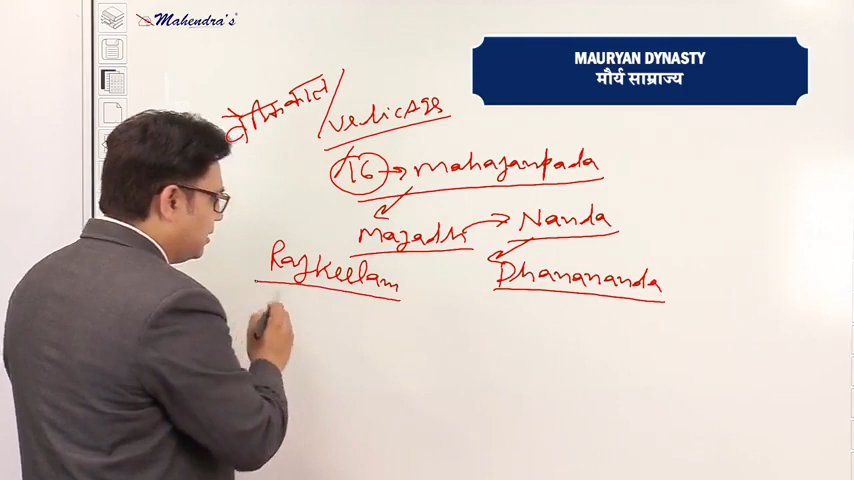 Mahendra's
MAURYAN DYNASTY
मौर्य साम्राज्य
Vedic Age
16 → Mahajanpada
Magadh → Nanda
Rajkeelam
Dhanananda